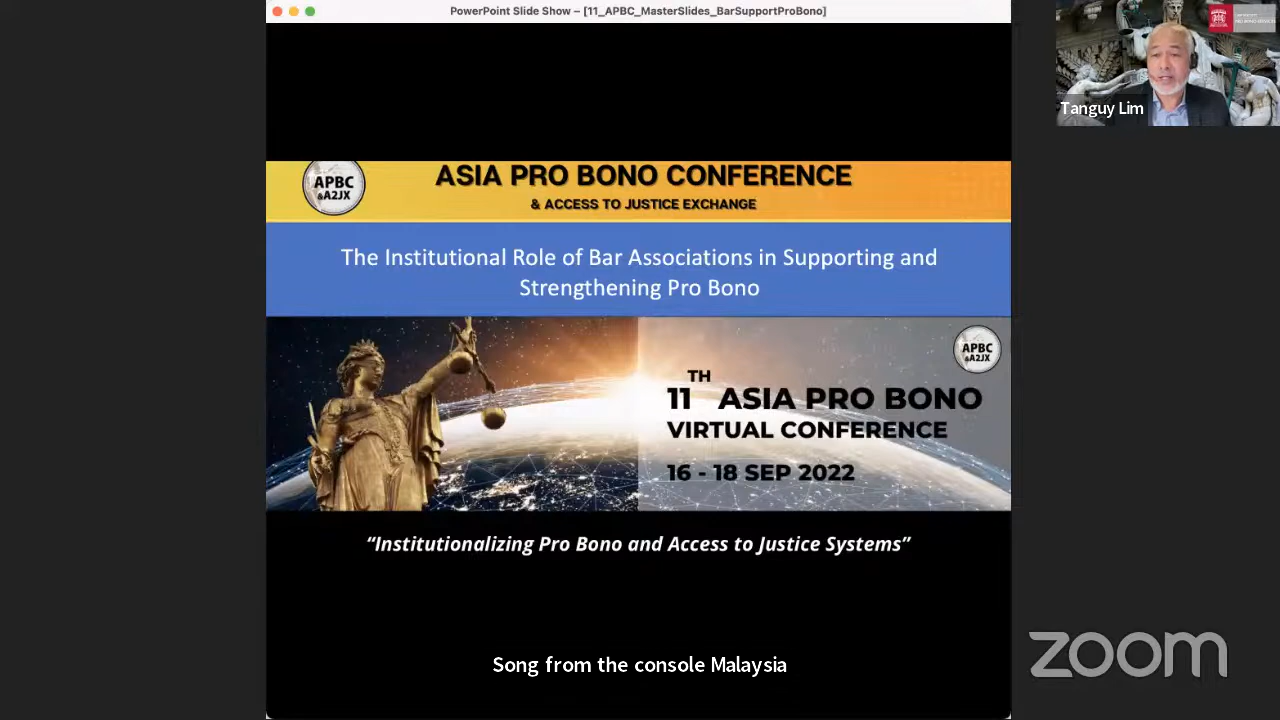 PowerPoint Slide Show – [11_APBC_MasterSlides_BarSupportProBono]
Tanguy Lim
APBC
&A2JX
ASIA PRO BONO CONFERENCE
& ACCESS TO JUSTICE EXCHANGE
The Institutional Role of Bar Associations in Supporting and
Strengthening Pro Bono
APBC
&A2JX
11TH ASIA PRO BONO
VIRTUAL CONFERENCE
16 - 18 SEP 2022
“Institutionalizing Pro Bono and Access to Justice Systems”
Song from the console Malaysia
zoom